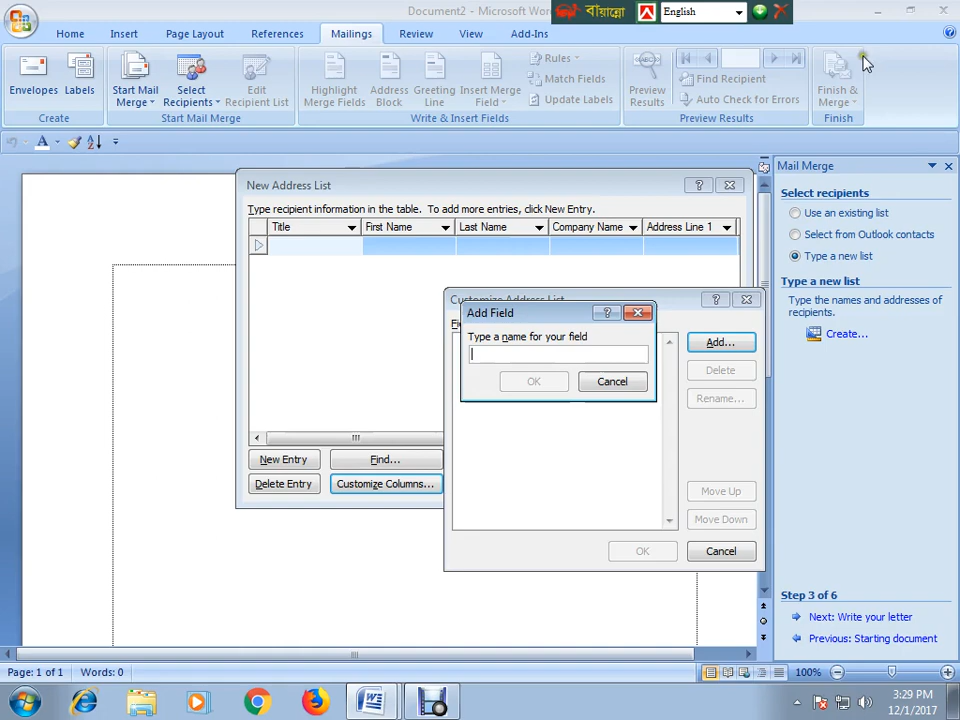 Document2 - Microsoft Wor
বায়ান্নো
English
Home Insert Page Layout References Mailings Review View Add-Ins
Envelopes
Labels
Create
Start Mail Merge
Select Recipients
Edit Recipient List
Start Mail Merge
Highlight Merge Fields
Address Block
Greeting Line
Insert Merge Field
Rules
Match Fields
Update Labels
Write & Insert Fields
Preview Results
Find Recipient
Auto Check for Errors
Preview Results
Finish & Merge
Finish
New Address List
Type recipient information in the table. To add more entries, click New Entry.
Title First Name Last Name Company Name Address Line 1
New Entry Find...
Delete Entry Customize Columns...
Customize Address List
Add Field
Type a name for your field
OK Cancel
Add...
Delete
Rename...
Move Up
Move Down
OK Cancel
Mail Merge
Select recipients
Use an existing list
Select from Outlook contacts
Type a new list
Type a new list
Type the names and addresses of
recipients.
Create...
Step 3 of 6
Next: Write your letter
Previous: Starting document
Page: 1 of 1 Words: 0
100%
3:29 PM
12/1/2017